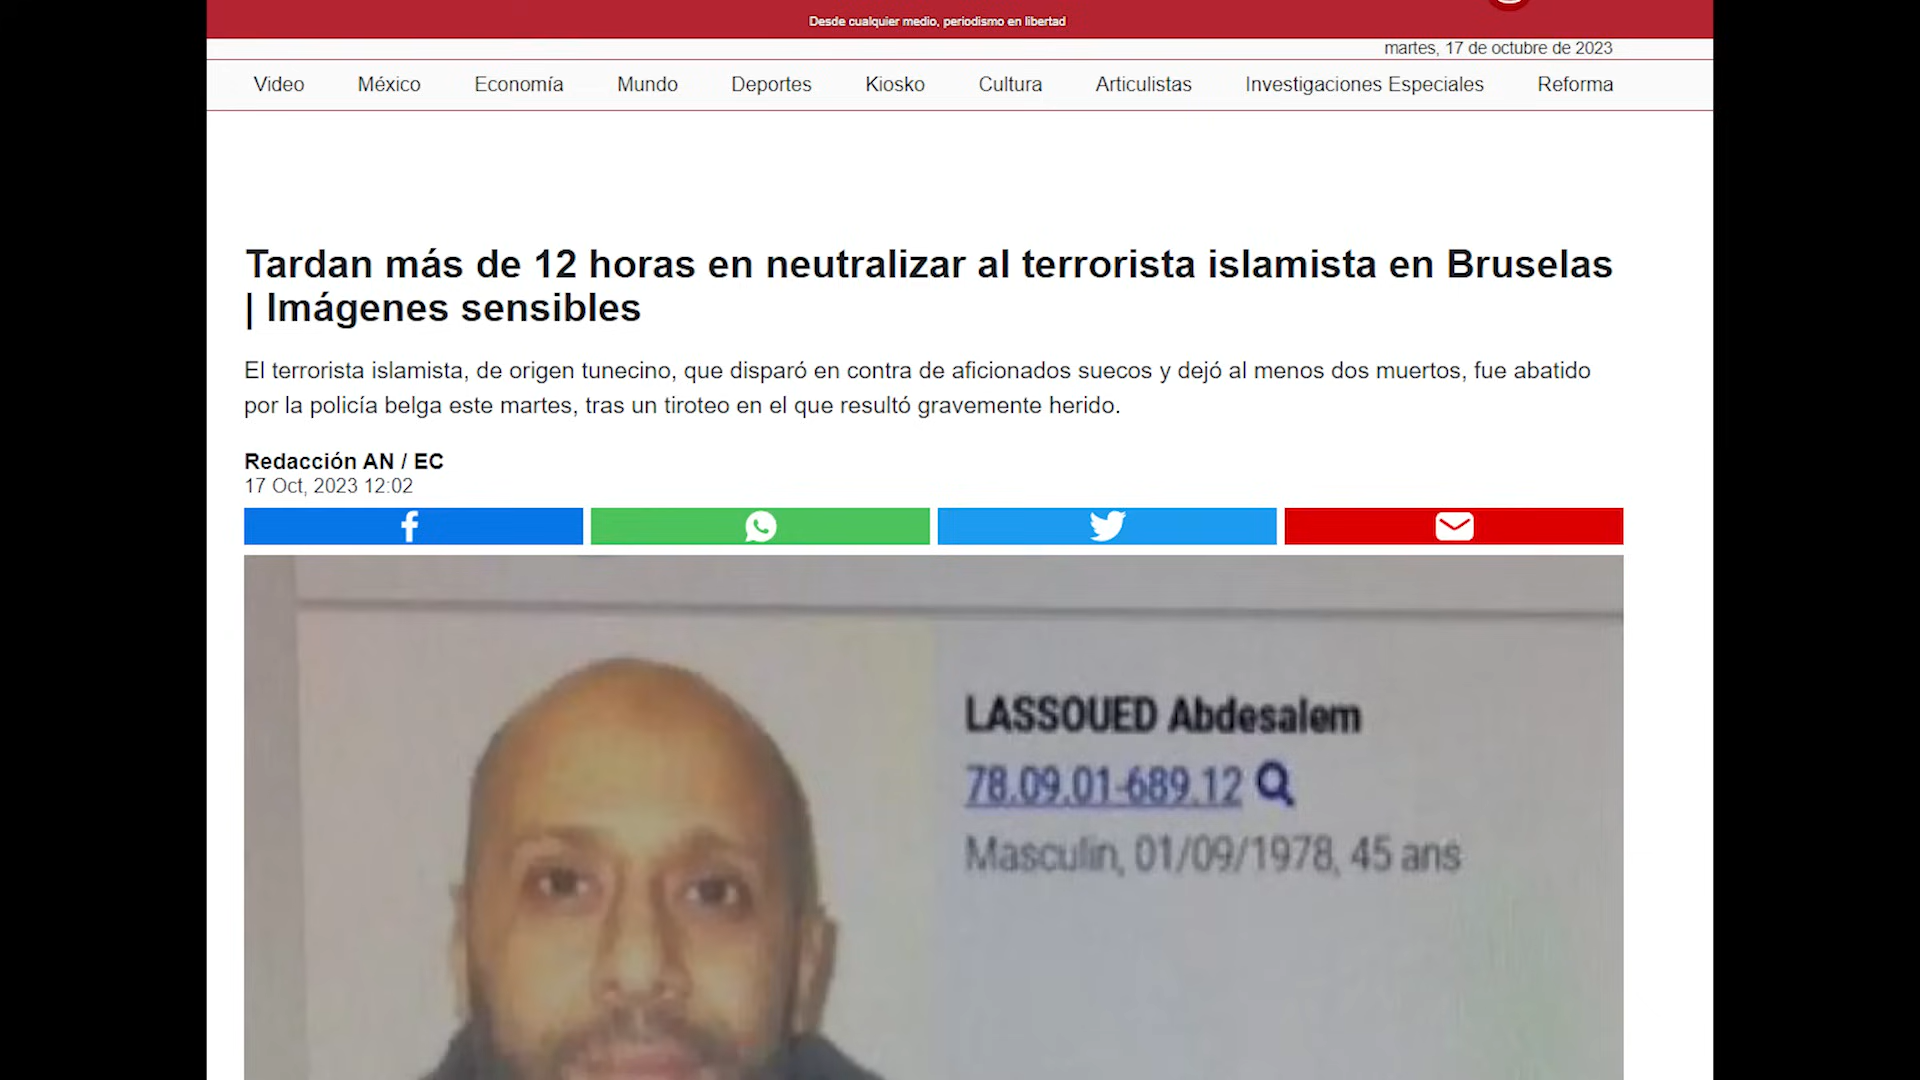 Desde cualquier medio, periodismo en libertad
martes, 17 de octubre de 2023
Video México Economía Mundo Deportes Kiosko Cultura Articulistas Investigaciones Especiales Reforma
Tardan más de 12 horas en neutralizar al terrorista islamista en Bruselas
| Imágenes sensibles
El terrorista islamista, de origen tunecino, que disparó en contra de aficionados suecos y dejó al menos dos muertos, fue abatido
por la policía belga este martes, tras un tiroteo en el que resultó gravemente herido.
Redacción AN / EC
17 Oct, 2023 12:02
LASSOUED Abdesalem
78.09.01-689.12
Masculin, 01/09/1978, 45 ans